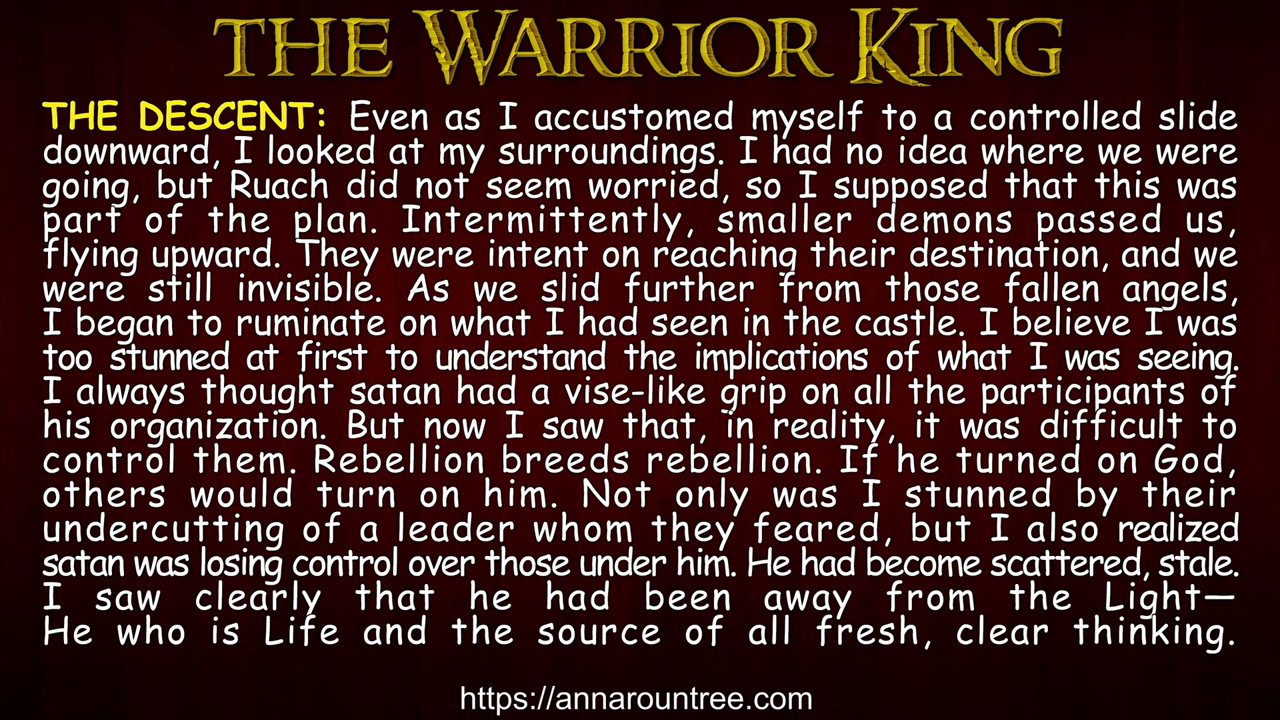 THE WARRIOR KING
THE DESCENT: Even as I accustomed myself to a controlled slide
downward, I looked at my surroundings. I had no idea where we were
going, but Ruach did not seem worried, so I supposed that this was
part of the plan. Intermittently, smaller demons passed us,
flying upward. They were intent on reaching their destination, and we
were still invisible. As we slid further from those fallen angels,
I began to ruminate on what I had seen in the castle. I believe I was
too stunned at first to understand the implications of what I was seeing.
I always thought satan had a vise-like grip on all the participants of
his organization. But now I saw that, in reality, it was difficult to
control them. Rebellion breeds rebellion. If he turned on God,
others would turn on him. Not only was I stunned by their
undercutting of a leader whom they feared, but I also realized
satan was losing control over those under him. He had become scattered, stale.
I saw clearly that he had been away from the Light—
He who is Life and the source of all fresh, clear thinking.
https://annarountree.com